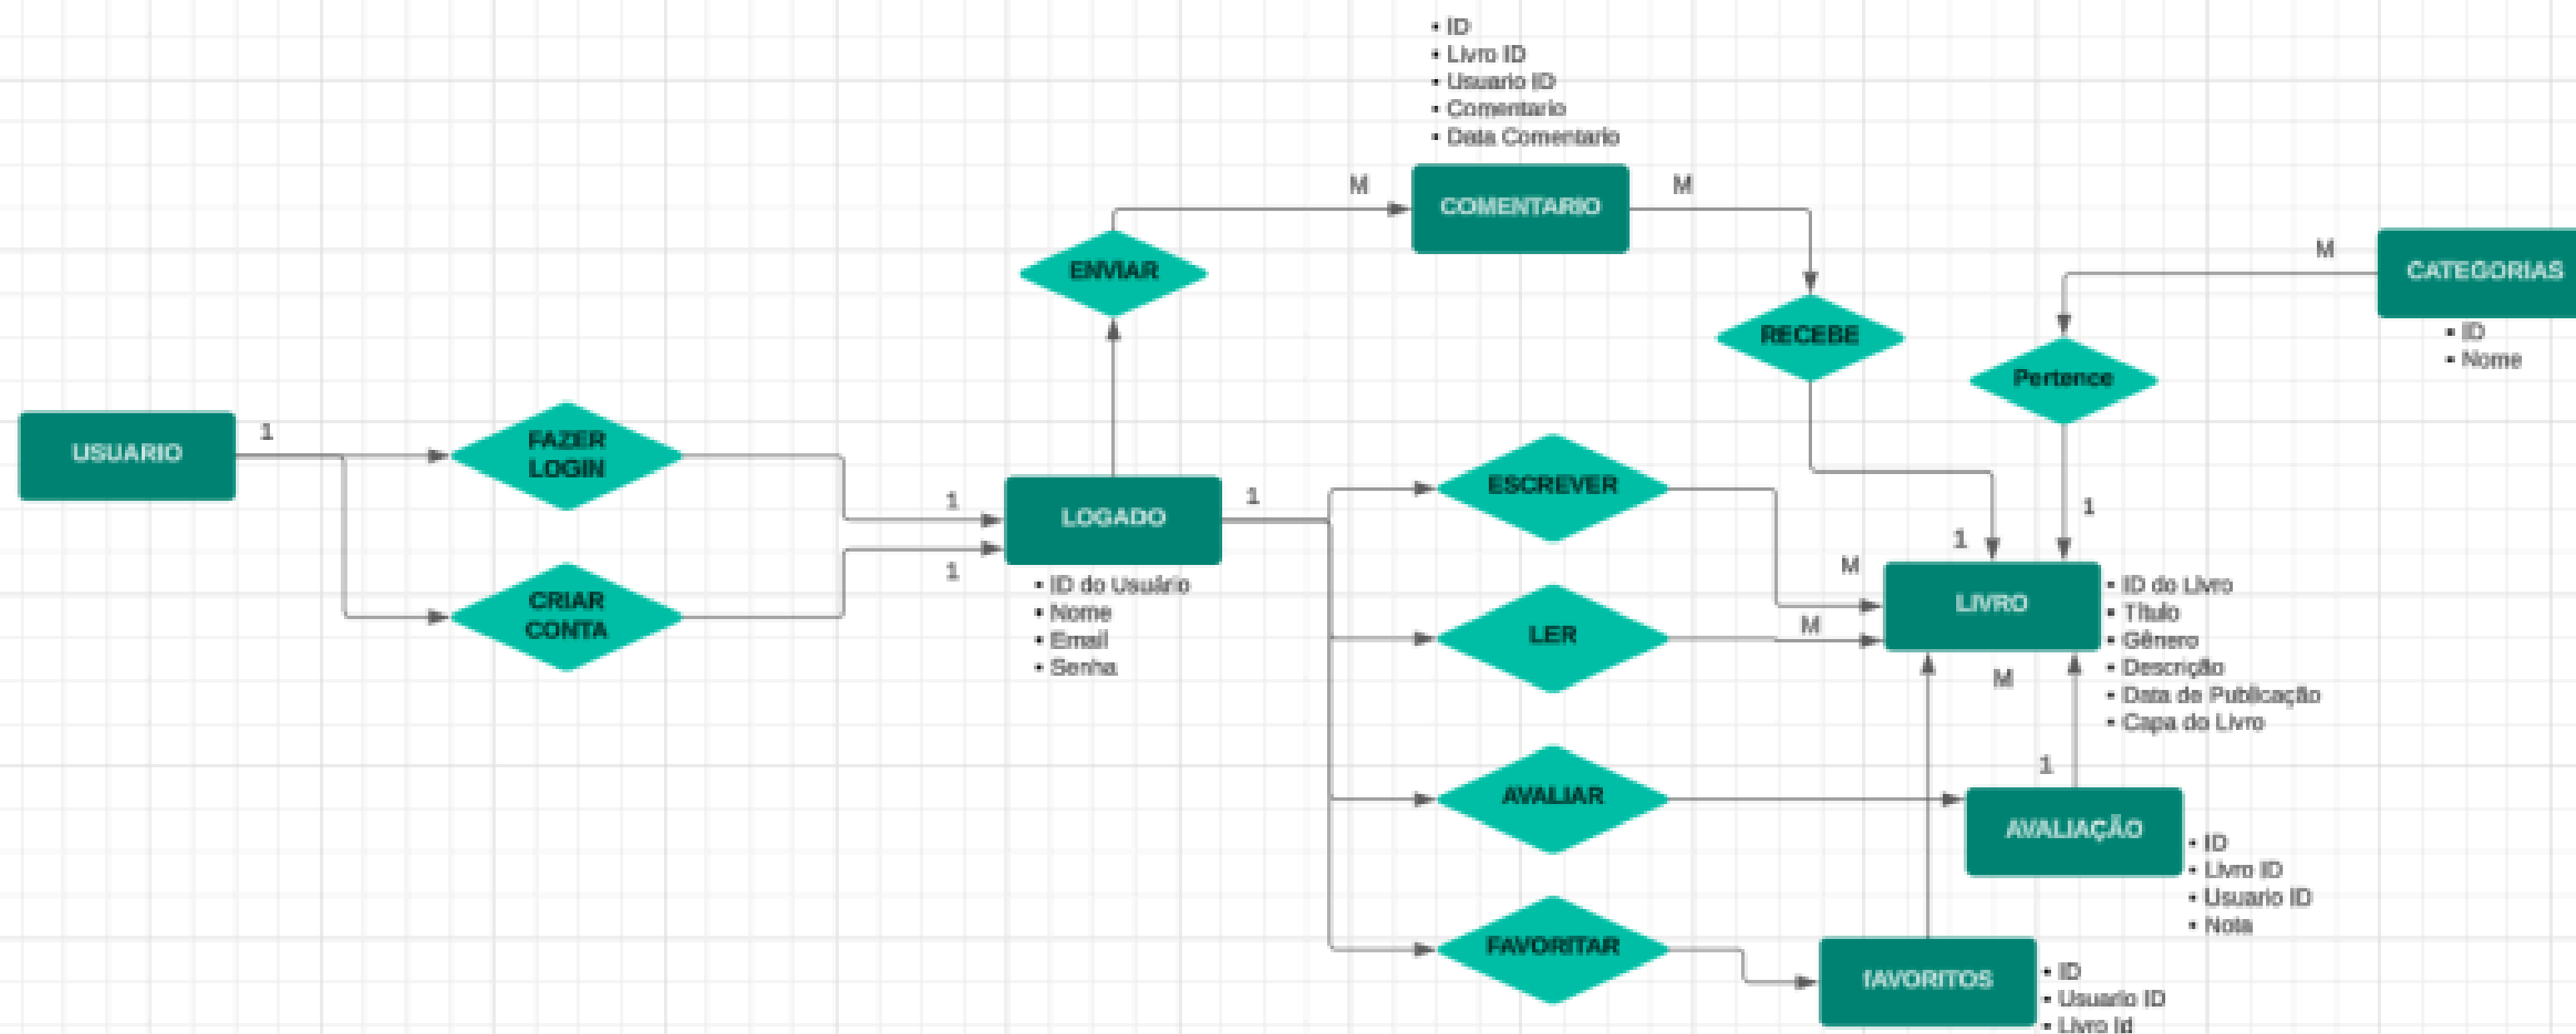 • ID
• Livro ID
• Usuario ID
• Comentario
• Data Comentario
M
COMENTARIO
M
ENVIAR
RECEBE
M
CATEGORIAS
• ID
• Nome
Pertence
USUARIO
1
FAZER
LOGIN
CRIAR
CONTA
1
1
LOGADO
1
• ID do Usuário
• Nome
• Email
• Senha
ESCREVER
LER
AVALIAR
FAVORITAR
M
M
1
1
LIVRO
M
• ID do Livro
• Título
• Gênero
• Descrição
• Data de Publicação
• Capa do Livro
1
AVALIAÇÃO
• ID
• Livro ID
• Usuario ID
• Nota
fAVORITOS
• ID
• Usuario ID
• Livro Id